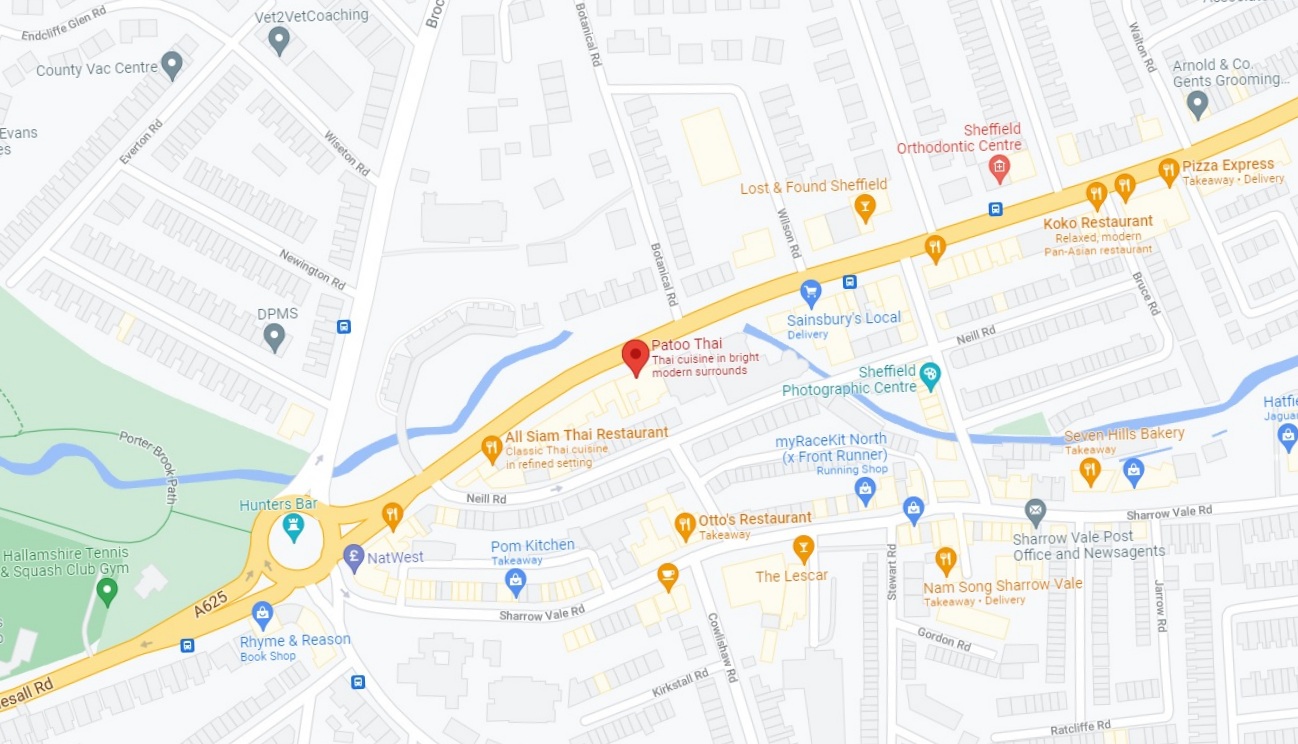 Endcliffe Glen Rd
Vet2VetCoaching
County Vac Centre
Everton Rd
Wiseton Rd
Botanical Rd
Walton Rd
Arnold & Co.
Gents Grooming...
Evans
Sheffield
Orthodontic Centre
Lost & Found Sheffield
Pizza Express
Takeaway • Delivery
Koko Restaurant
Relaxed, modern
Pan-Asian restaurant
Wilson Rd
Botanical Rd
Newington Rd
DPMS
Bruce Rd
Sainsbury's Local
Delivery
Neill Rd
Patoo Thai
Thai cuisine in bright
modern surrounds
Sheffield
Photographic Centre
All Siam Thai Restaurant
Classic Thai cuisine
in refined setting
myRaceKit North
(x Front Runner)
Running Shop
Seven Hills Bakery
Takeaway
Porter Brook Path
Neill Rd
Hunters Bar
Otto's Restaurant
Takeaway
Sharrow Vale Rd
Sharrow Vale Post
Office and Newsagents
Hallamshire Tennis
& Squash Club Gym
NatWest
Pom Kitchen
Takeaway
The Lescar
Stewart Rd
Nam Song Sharrow Vale
Takeaway • Delivery
Jarrow Rd
A625
Sharrow Vale Rd
Rhyme & Reason
Book Shop
Cowlishaw Rd
Gordon Rd
Kirkstall Rd
esall Rd
Ratcliffe Rd